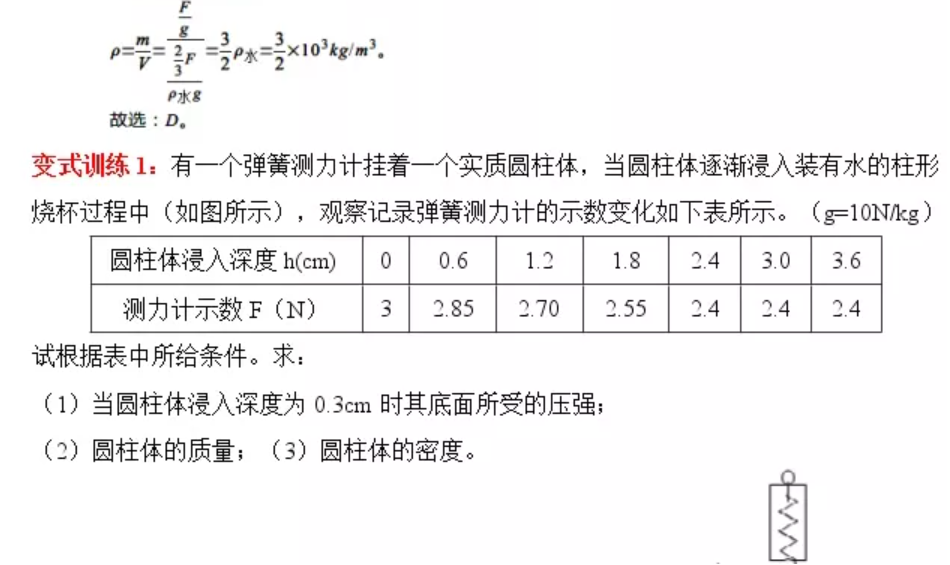 ρ=m/V=(F/g)/((2/3 F)/(ρ水g))=3/2ρ水=3/2×10³kg/m³。
故选：D。
变式训练1：有一个弹簧测力计挂着一个实质圆柱体，当圆柱体逐渐浸入装有水的柱形
烧杯过程中（如图所示），观察记录弹簧测力计的示数变化如下表所示。（g=10N/kg）
圆柱体浸入深度 h(cm) 0 0.6 1.2 1.8 2.4 3.0 3.6
测力计示数 F（N） 3 2.85 2.70 2.55 2.4 2.4 2.4
试根据表中所给条件。求：
（1）当圆柱体浸入深度为 0.3cm 时其底面所受的压强；
（2）圆柱体的质量；（3）圆柱体的密度。